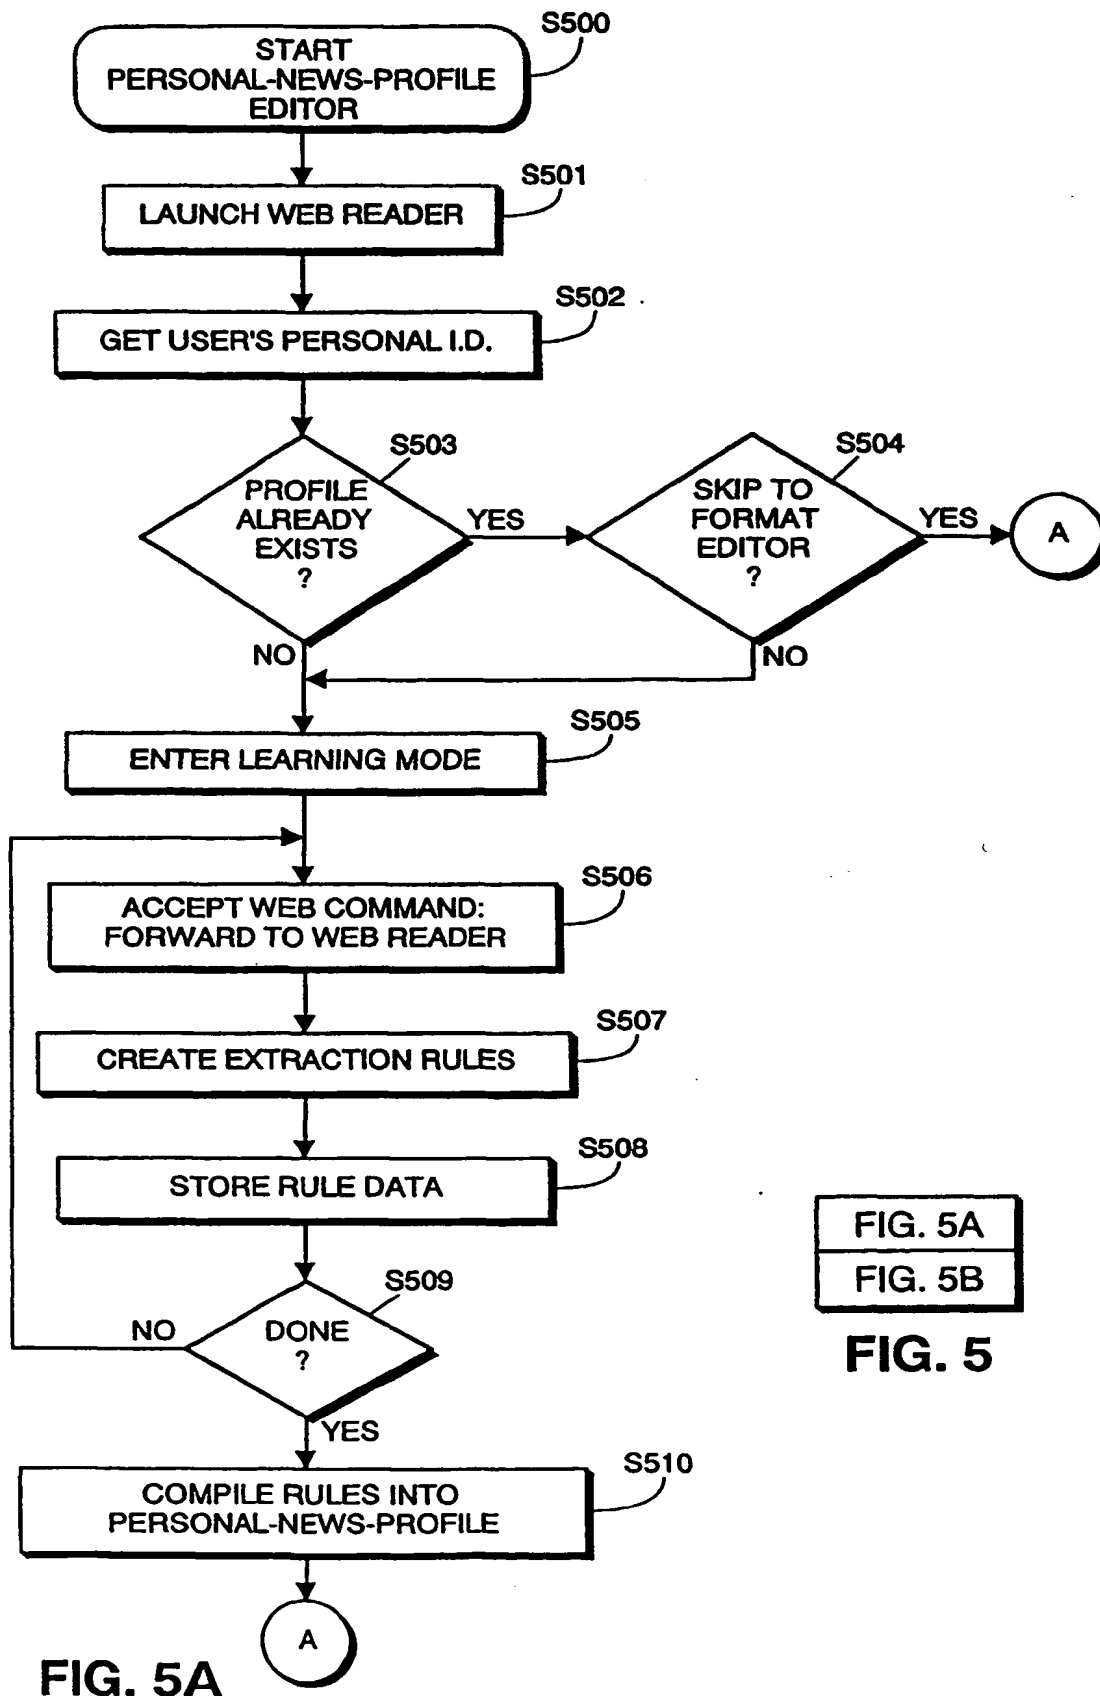 S500
START
PERSONAL-NEWS-PROFILE
EDITOR
S501
LAUNCH WEB READER
S502
GET USER'S PERSONAL I.D.
S503
PROFILE
ALREADY
EXISTS
?
YES
NO
S504
SKIP TO
FORMAT
EDITOR
?
YES
NO
A
S505
ENTER LEARNING MODE
S506
ACCEPT WEB COMMAND:
FORWARD TO WEB READER
S507
CREATE EXTRACTION RULES
S508
STORE RULE DATA
S509
DONE
?
NO
YES
S510
COMPILE RULES INTO
PERSONAL-NEWS-PROFILE
A
FIG. 5A
FIG. 5A
FIG. 5B
FIG. 5